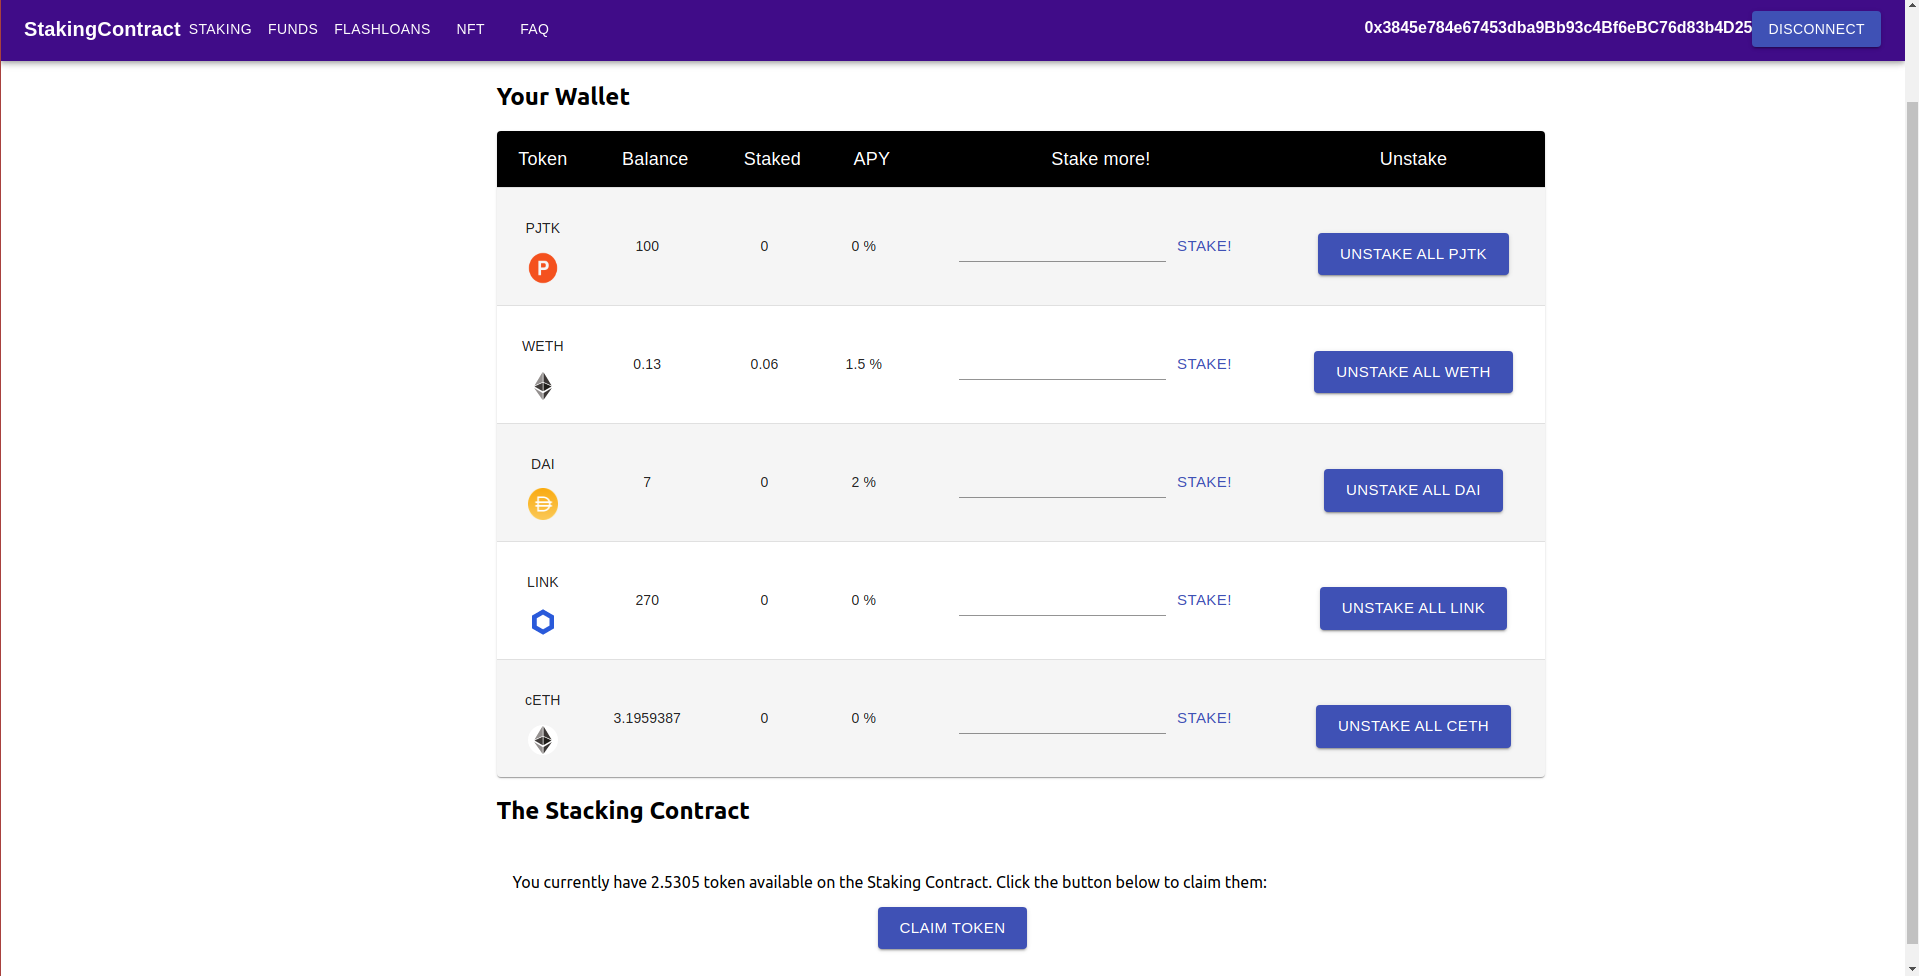 StakingContract STAKING FUNDS FLASHLOANS NFT FAQ 0x3845e784e67453dba9Bb93c4Bf6eBC76d83b4D25 DISCONNECT
Your Wallet
Token Balance Staked APY Stake more! Unstake
PJTK
100 0 0 % STAKE! UNSTAKE ALL PJTK
P
WETH
0.13 0.06 1.5 % STAKE! UNSTAKE ALL WETH
DAI
7 0 2 % STAKE! UNSTAKE ALL DAI
LINK
270 0 0 % STAKE! UNSTAKE ALL LINK
cETH
3.1959387 0 0 % STAKE! UNSTAKE ALL CETH
The Stacking Contract
You currently have 2.5305 token available on the Staking Contract. Click the button below to claim them:
CLAIM TOKEN